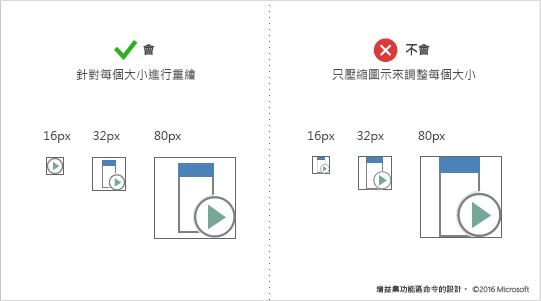 會
針對每個大小進行重繪
16px 32px 80px
不會
只壓縮圖示來調整每個大小
16px 32px 80px
增益集功能區命令的設計。 ©2016 Microsoft